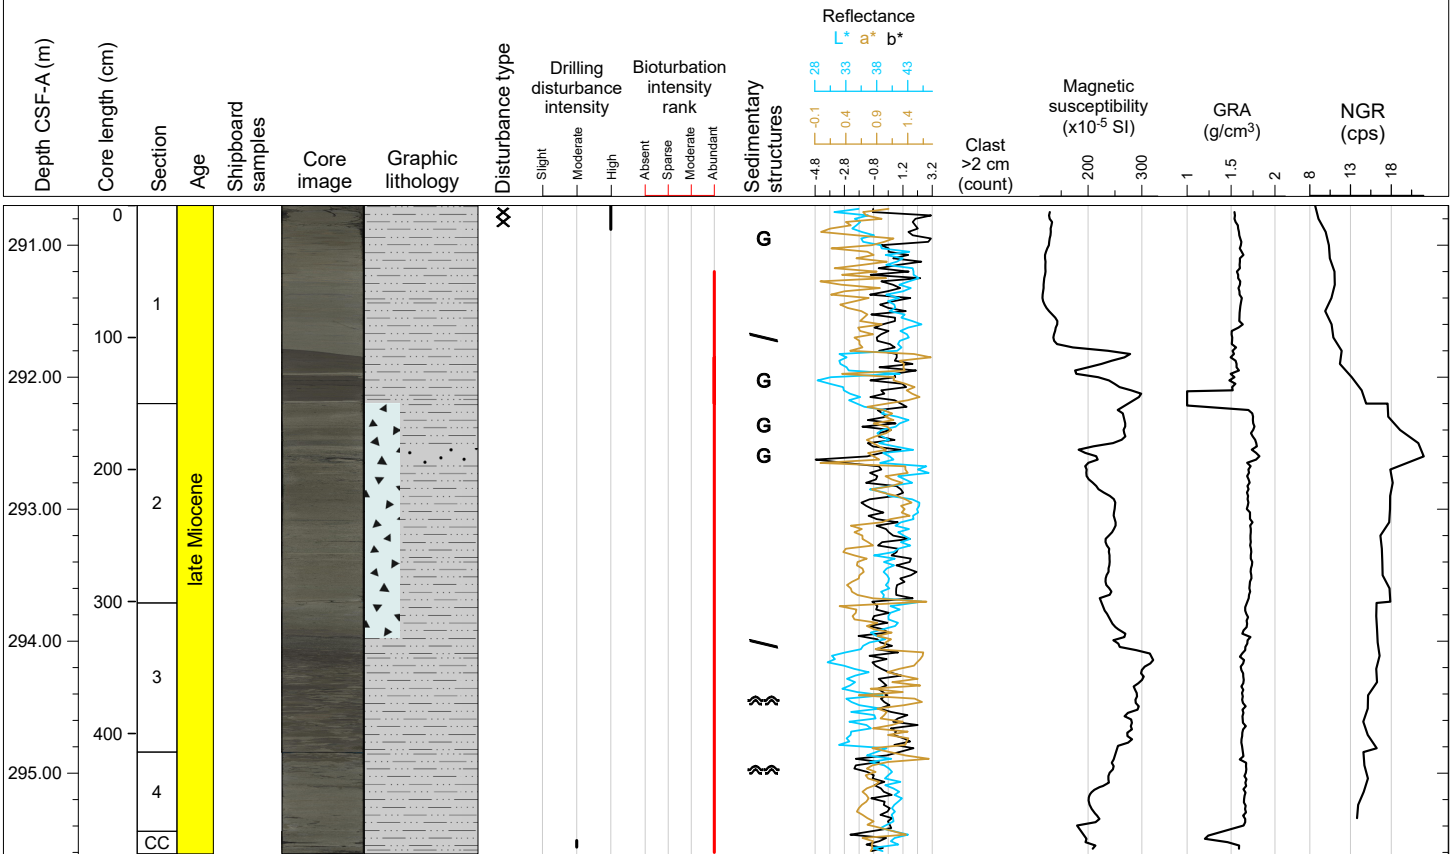 Depth CSF-A (m)
Core length (cm)
Section
Age
Shipboard
samples
Core
image
Graphic
lithology
Disturbance type
Drilling
disturbance
intensity
Slight
Moderate
High
Bioturbation
intensity
rank
Absent
Sparse
Moderate
Abundant
Sedimentary
structures
Reflectance
L* a* b*
28 33 38 43
-0.1 0.4 0.9 1.4
-4.8 -2.8 -0.8 1.2 3.2
Clast
>2 cm
(count)
Magnetic
susceptibility
(x10-5 SI)
200 300
GRA
(g/cm3)
1 1.5 2
NGR
(cps)
8 13 18
0
291.00
G
1
100
292.00
G
G
G
200
2
293.00
late Miocene
300
294.00
3
400
295.00
4
CC